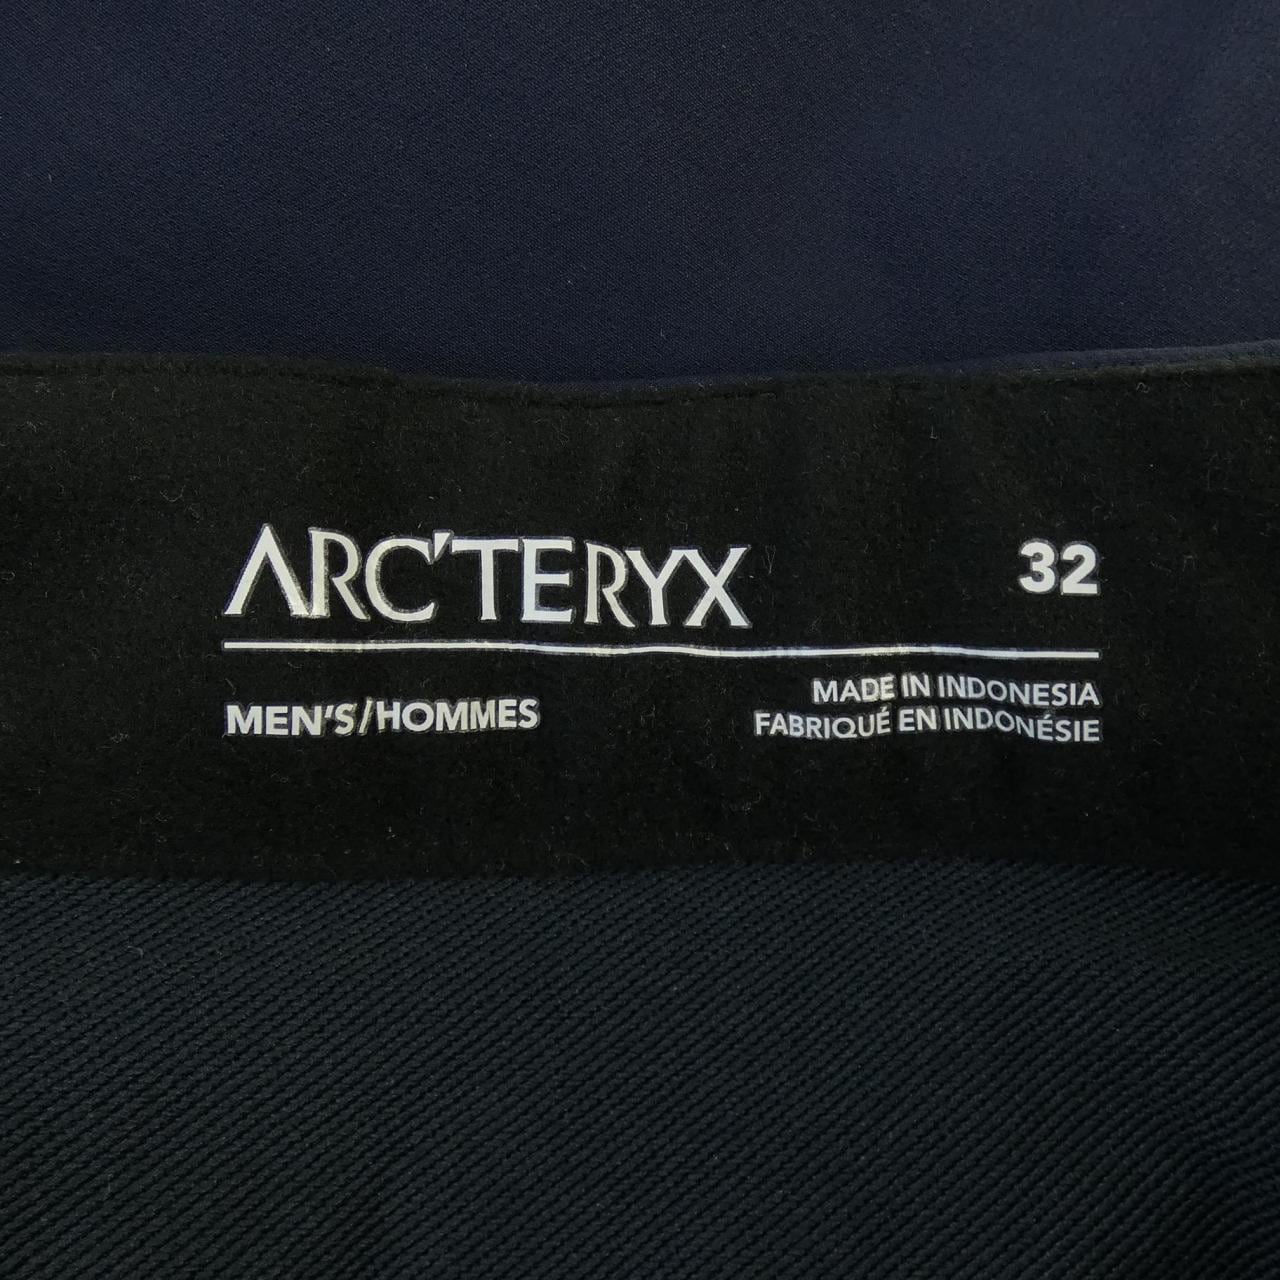 ARC'TERYX 32
MEN'S/HOMMES
MADE IN INDONESIA
FABRIQUÉ EN INDONÉSIE